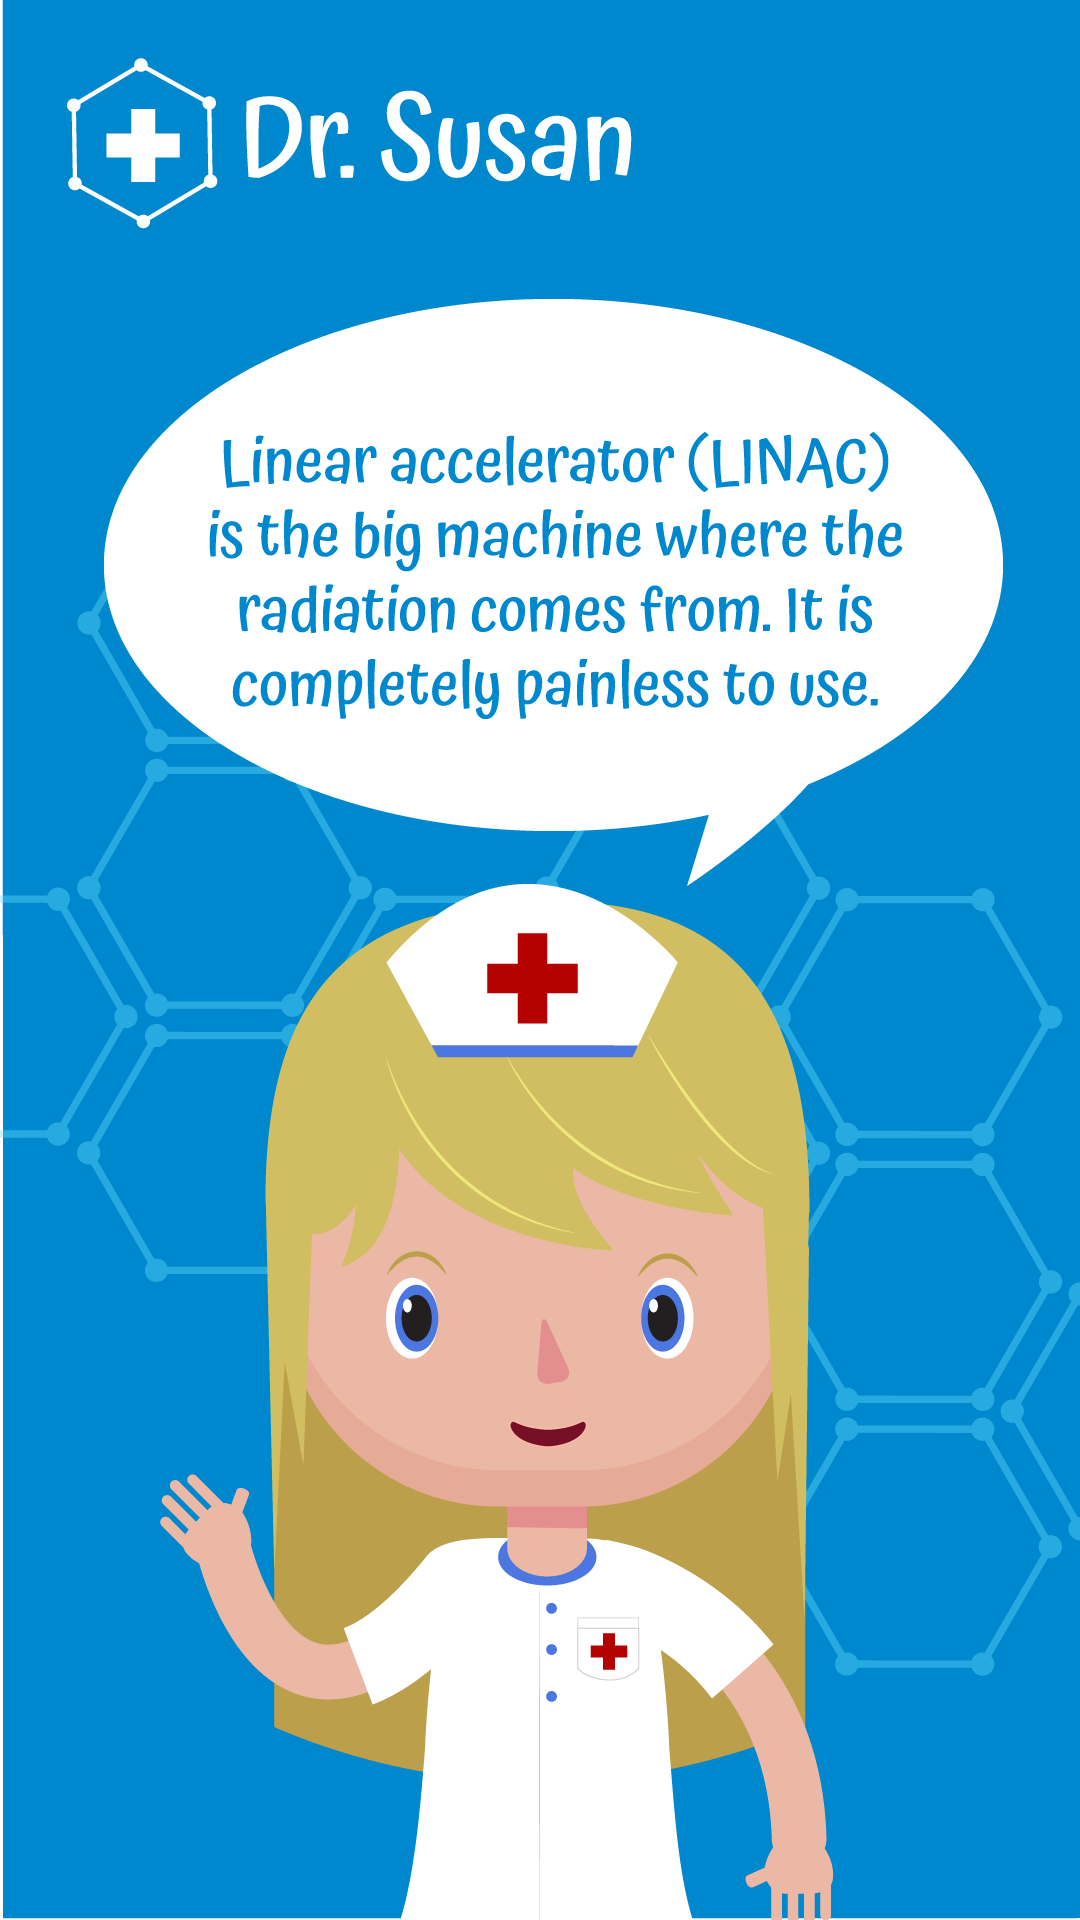 Dr. Susan
Linear accelerator (LINAC)
is the big machine where the
radiation comes from. It is
completely painless to use.